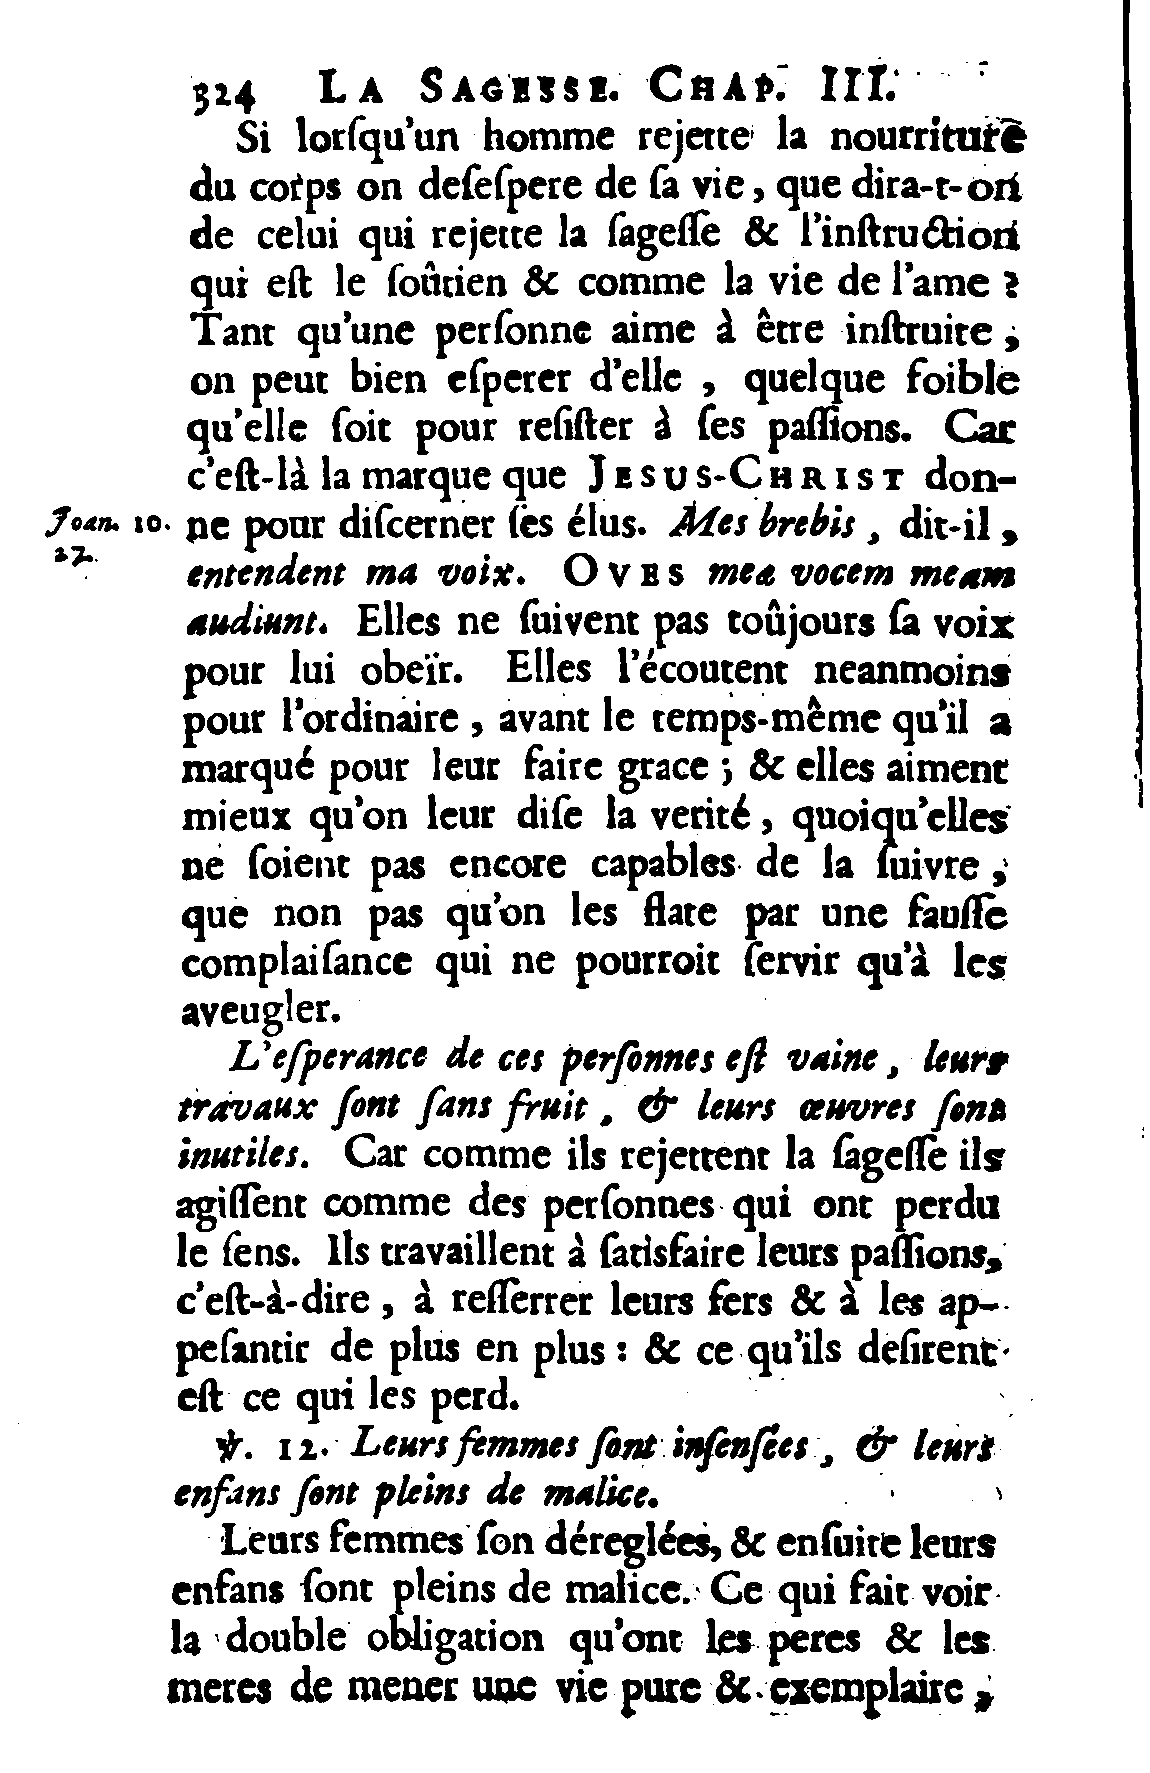 324 LA SAGESSE. CHAP. III.
Si lorſqu'un homme rejette la nourriture
du corps on deſeſpere de ſa vie, que dira-t-on
de celui qui rejette la ſageſſe & l'inſtruction
qui eſt le ſoûtien & comme la vie de l'ame ?
Tant qu'une perſonne aime à être inſtruite,
on peut bien eſperer d'elle, quelque foible
qu'elle ſoit pour reſiſter à ſes paſſions. Car
c'eſt-là la marque que JESUS-CHRIST don-
Joan. 10. ne pour diſcerner ſes élus. Mes brebis, dit-il,
27. entendent ma voix. OVES meæ vocem meam
audiunt. Elles ne ſuivent pas toûjours ſa voix
pour lui obeïr. Elles l'écoutent neanmoins
pour l'ordinaire, avant le temps-même qu'il a
marqué pour leur faire grace ; & elles aiment
mieux qu'on leur diſe la verité, quoiqu'elles
ne ſoient pas encore capables de la ſuivre,
que non pas qu'on les flate par une fauſſe
complaiſance qui ne pourroit ſervir qu'à les
aveugler.
L'eſperance de ces perſonnes eſt vaine, leurs
travaux ſont ſans fruit, & leurs œuvres ſont
inutiles. Car comme ils rejettent la ſageſſe ils
agiſſent comme des perſonnes qui ont perdu
le ſens. Ils travaillent à ſatisfaire leurs paſſions,
c'eſt-à-dire, à reſſerrer leurs fers & à les ap-
peſantir de plus en plus : & ce qu'ils deſirent
eſt ce qui les perd.
℣. 12. Leurs femmes ſont inſenſées, & leurs
enfans ſont pleins de malice.
Leurs femmes ſon déreglées, & enſuite leurs
enfans ſont pleins de malice. Ce qui fait voir
la double obligation qu'ont les peres & les
meres de mener une vie pure & exemplaire,